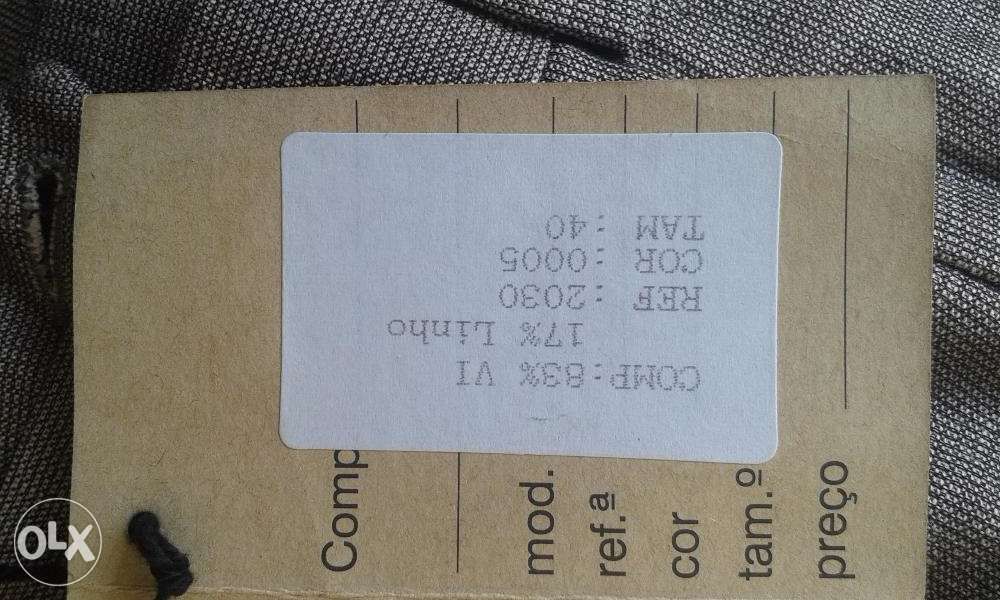 COMP:83% VI
17% Linho
REF :2030
COR :0005
TAM :40
Comp
mod.
ref.ª
cor
tam.º
preço
OLX